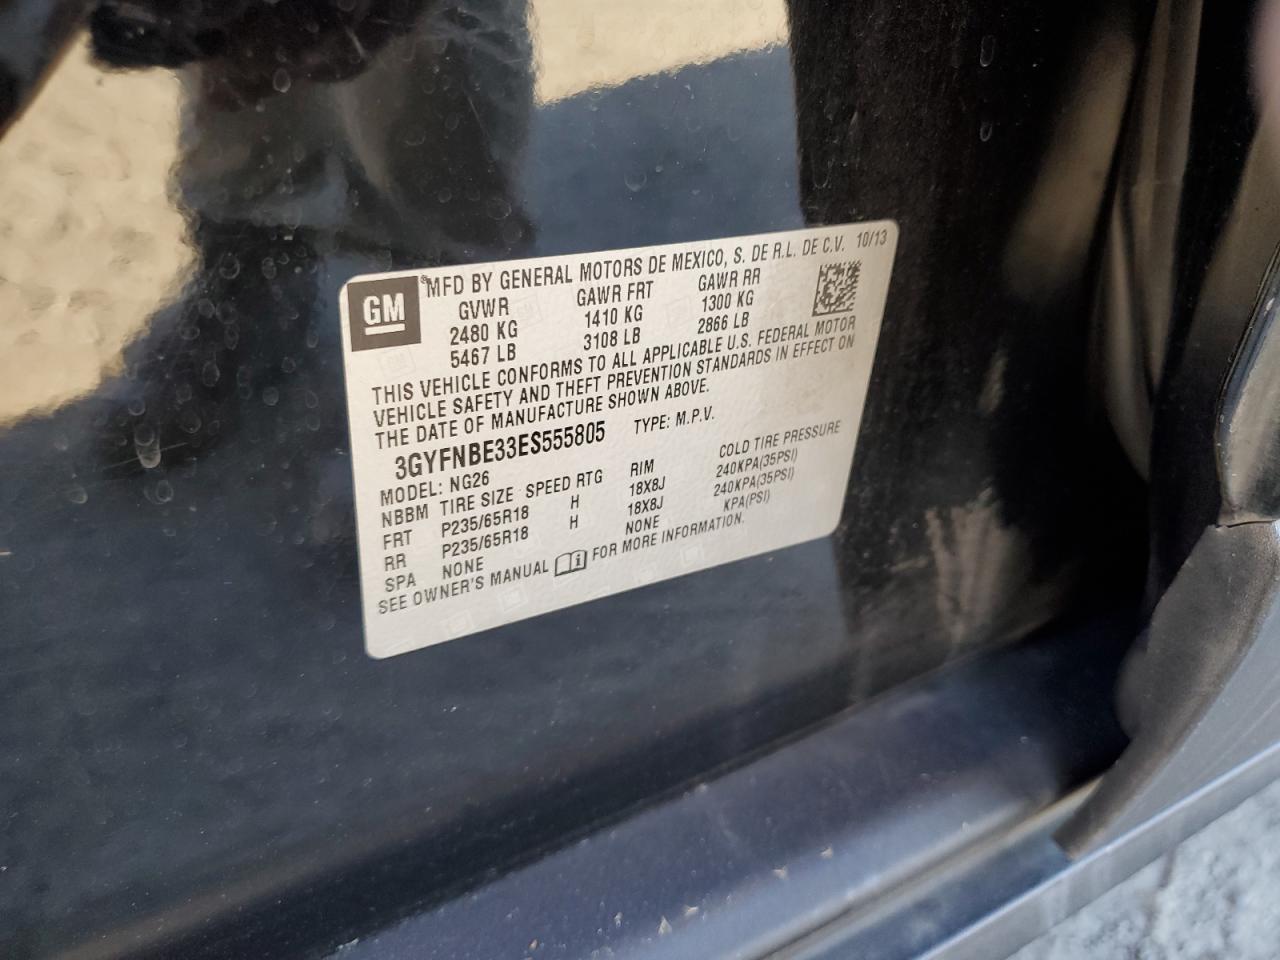 GM
® MFD BY GENERAL MOTORS DE MEXICO, S. DE R.L. DE C.V. 10/13
GVWR GAWR FRT GAWR RR
2480 KG 1410 KG 1300 KG
5467 LB 3108 LB 2866 LB
THIS VEHICLE CONFORMS TO ALL APPLICABLE U.S. FEDERAL MOTOR
VEHICLE SAFETY AND THEFT PREVENTION STANDARDS IN EFFECT ON
THE DATE OF MANUFACTURE SHOWN ABOVE.
3GYFNBE33ES555805 TYPE: M.P.V.
MODEL: NG26
NBBM TIRE SIZE SPEED RTG RIM COLD TIRE PRESSURE
FRT P235/65R18 H 18X8J 240KPA(35PSI)
RR P235/65R18 H 18X8J 240KPA(35PSI)
SPA NONE NONE KPA(PSI)
SEE OWNER'S MANUAL FOR MORE INFORMATION.